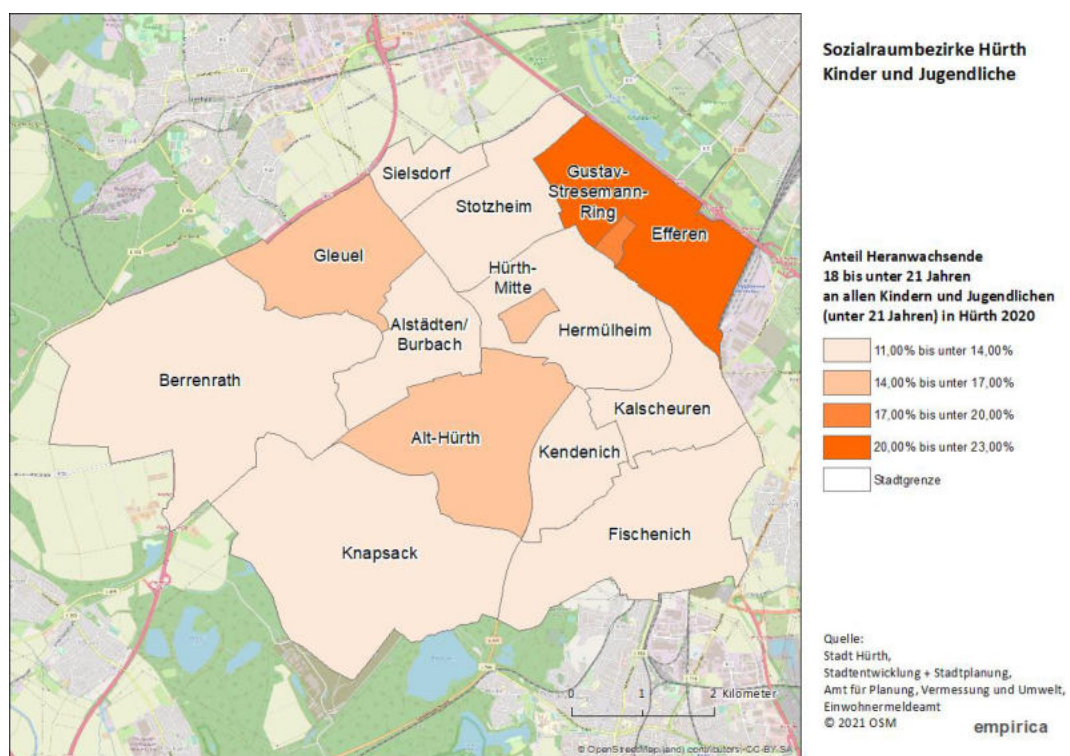 Sozialraumbezirke Hürth
Kinder und Jugendliche
Sielsdorf
Stotzheim
Gustav-
Stresemann-
Ring
Efferen
Gleuel
Hürth-
Mitte
Hermülheim
Alstädten/
Burbach
Berrenrath
Kalscheuren
Alt-Hürth
Kendenich
Fischenich
Knapsack
Anteil Heranwachsende
18 bis unter 21 Jahren
an allen Kindern und Jugendlichen
(unter 21 Jahren) in Hürth 2020
11,00% bis unter 14,00%
14,00% bis unter 17,00%
17,00% bis unter 20,00%
20,00% bis unter 23,00%
Stadtgrenze
0 1 2 Kilometer
© OpenStreetMap (and) contributors, CC-BY-SA
Quelle:
Stadt Hürth,
Stadtentwicklung + Stadtplanung,
Amt für Planung, Vermessung und Umwelt,
Einwohnermeldeamt
© 2021 OSM
empirica